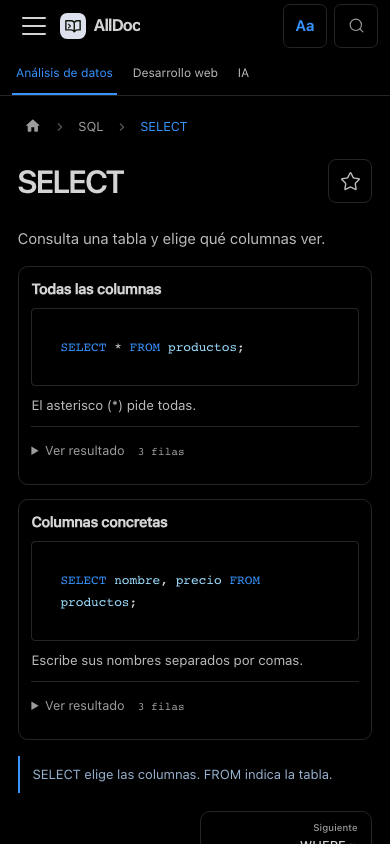 AllDoc
Aa
Análisis de datos
Desarrollo web
IA
SQL
SELECT
SELECT
Consulta una tabla y elige qué columnas ver.
Todas las columnas
SELECT * FROM productos;
El asterisco (*) pide todas.
Ver resultado 3 filas
Columnas concretas
SELECT nombre, precio FROM
productos;
Escribe sus nombres separados por comas.
Ver resultado 3 filas
SELECT elige las columnas. FROM indica la tabla.
Siguiente
WHERE